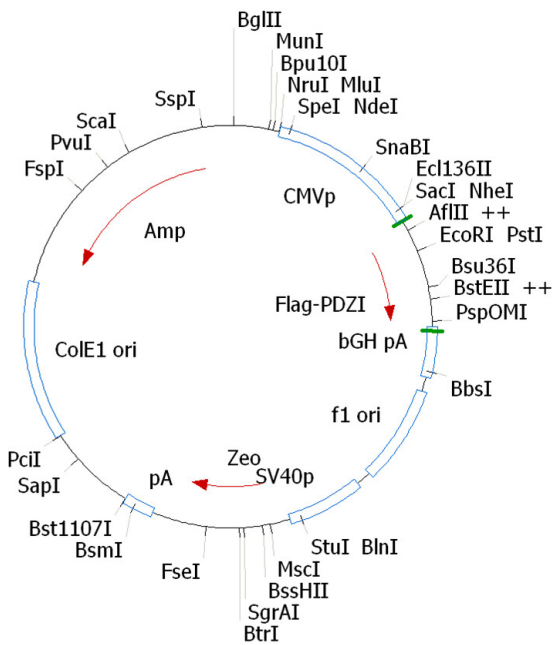 BglII
MunI
Bpu10I
NruI MluI
SpeI NdeI
SspI
ScaI
PvuI
FspI
SnaBI
Ecl136II
SacI NheI
AflII ++
EcoRI PstI
CMVp
Amp
Bsu36I
BstEII ++
PspOMI
Flag-PDZI
bGH pA
ColE1 ori
BbsI
f1 ori
PciI
SapI
Zeo
SV40p
pA
Bst1107I
BsmI
StuI BlnI
FseI
MscI
BssHII
SgrAI
BtrI